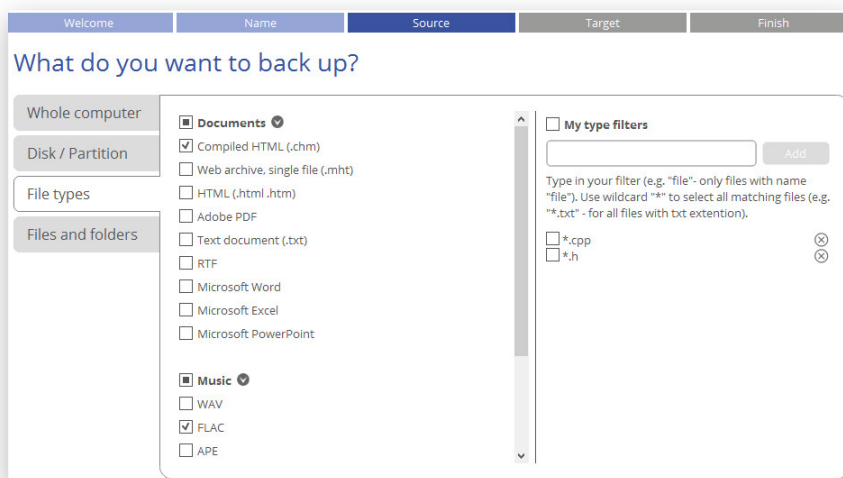 Welcome
Name
Source
Target
Finish
What do you want to back up?
Whole computer
Disk / Partition
File types
Files and folders
Documents
Compiled HTML (.chm)
Web archive, single file (.mht)
HTML (.html .htm)
Adobe PDF
Text document (.txt)
RTF
Microsoft Word
Microsoft Excel
Microsoft PowerPoint
Music
WAV
FLAC
APE
My type filters
Add
Type in your filter (e.g. "file"- only files with name
"file"). Use wildcard "*" to select all matching files (e.g.
"*.txt" - for all files with txt extention).
*.cpp
*.h